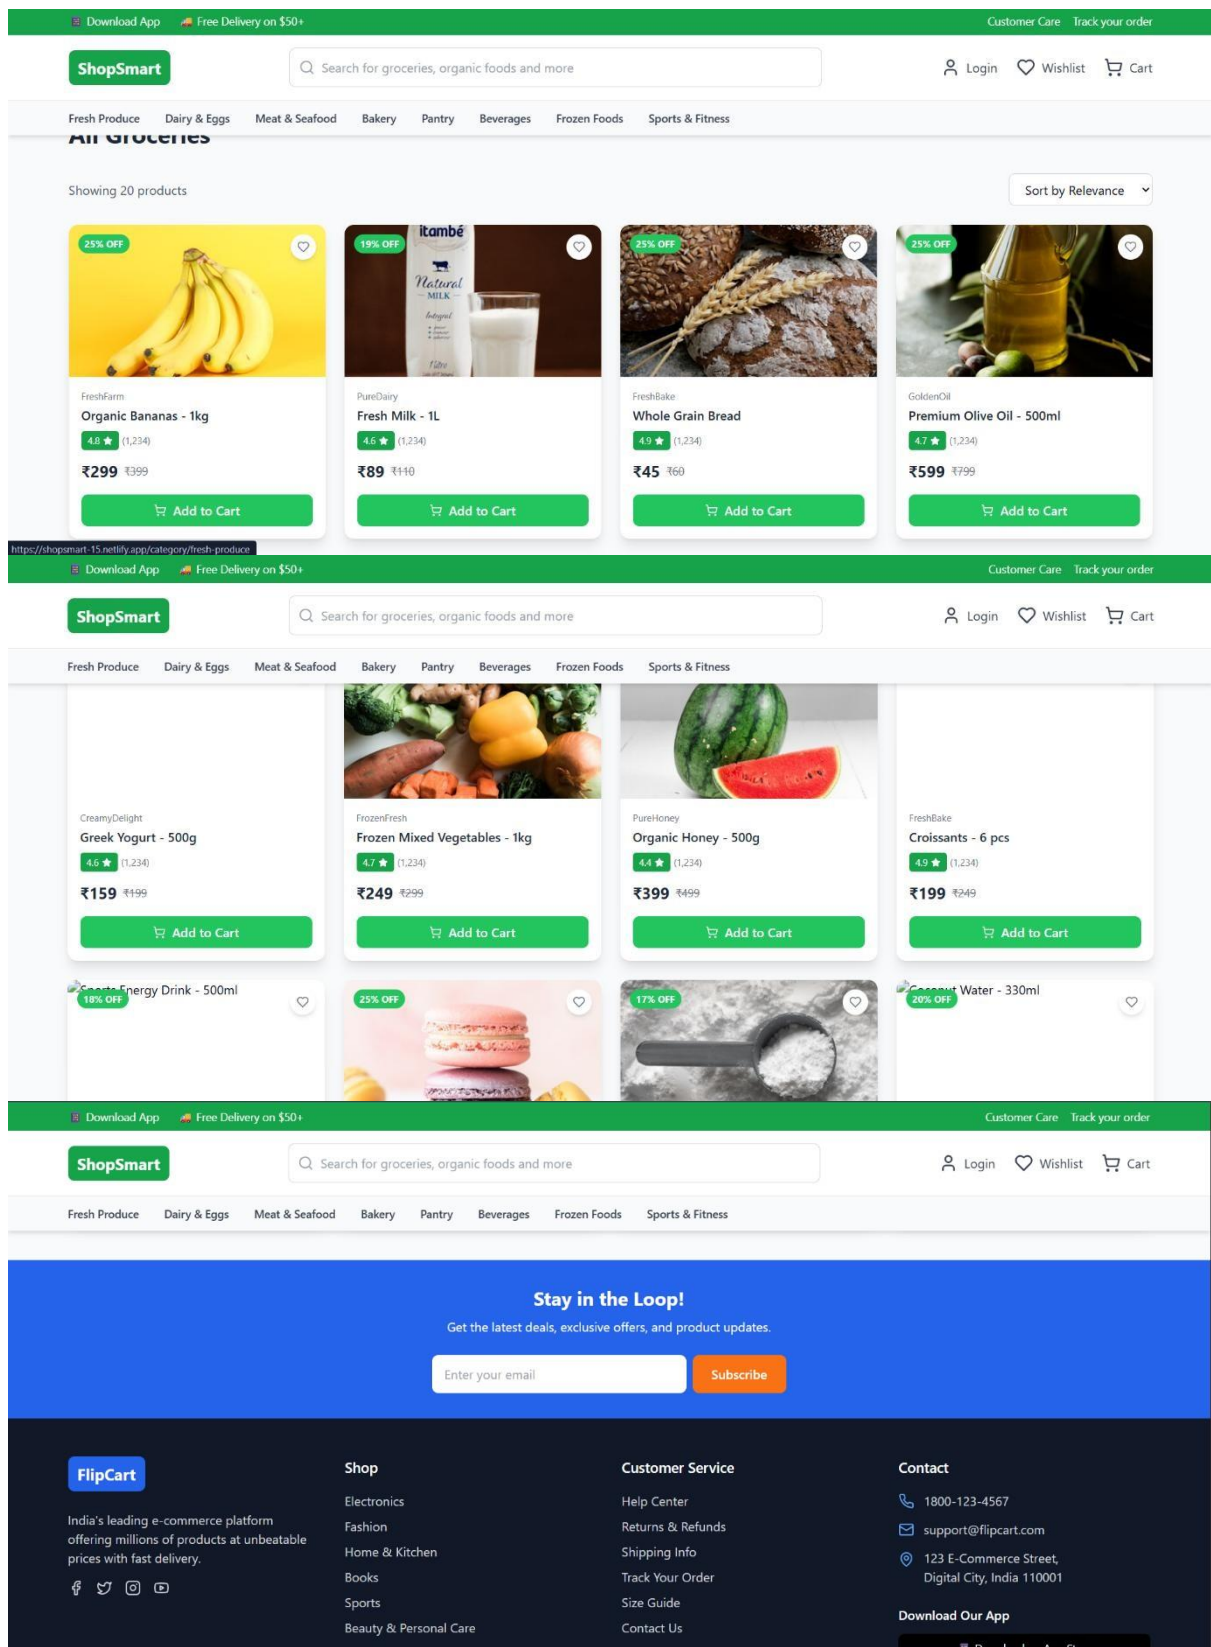 Download App Free Delivery on $50+ Customer Care Track your order
ShopSmart Search for groceries, organic foods and more Login Wishlist Cart
Fresh Produce Dairy & Eggs Meat & Seafood Bakery Pantry Beverages Frozen Foods Sports & Fitness
All Groceries
Showing 20 products Sort by Relevance
25% OFF 19% OFF 25% OFF 25% OFF
itambé
Natural
MILK
Integral
FreshFarm PureDairy FreshBake GoldenOil
Organic Bananas - 1kg Fresh Milk - 1L Whole Grain Bread Premium Olive Oil - 500ml
4.8 ★ (1,234) 4.6 ★ (1,234) 4.9 ★ (1,234) 4.7 ★ (1,234)
₹299 ₹399 ₹89 ₹110 ₹45 ₹60 ₹599 ₹799
Add to Cart Add to Cart Add to Cart Add to Cart
https://shopsmart-15.netlify.app/category/fresh-produce
Download App Free Delivery on $50+ Customer Care Track your order
ShopSmart Search for groceries, organic foods and more Login Wishlist Cart
Fresh Produce Dairy & Eggs Meat & Seafood Bakery Pantry Beverages Frozen Foods Sports & Fitness
CreamyDelight FrozenFresh PureHoney FreshBake
Greek Yogurt - 500g Frozen Mixed Vegetables - 1kg Organic Honey - 500g Croissants - 6 pcs
4.6 ★ (1,234) 4.7 ★ (1,234) 4.4 ★ (1,234) 4.9 ★ (1,234)
₹159 ₹199 ₹249 ₹299 ₹399 ₹499 ₹199 ₹249
Add to Cart Add to Cart Add to Cart Add to Cart
Sports Energy Drink - 500ml Coconut Water - 330ml
18% OFF 25% OFF 17% OFF 20% OFF
Download App Free Delivery on $50+ Customer Care Track your order
ShopSmart Search for groceries, organic foods and more Login Wishlist Cart
Fresh Produce Dairy & Eggs Meat & Seafood Bakery Pantry Beverages Frozen Foods Sports & Fitness
Stay in the Loop!
Get the latest deals, exclusive offers, and product updates.
Enter your email Subscribe
FlipCart
India's leading e-commerce platform
offering millions of products at unbeatable
prices with fast delivery.
Shop
Electronics
Fashion
Home & Kitchen
Books
Sports
Beauty & Personal Care
Customer Service
Help Center
Returns & Refunds
Shipping Info
Track Your Order
Size Guide
Contact Us
Contact
1800-123-4567
support@flipcart.com
123 E-Commerce Street,
Digital City, India 110001
Download Our App